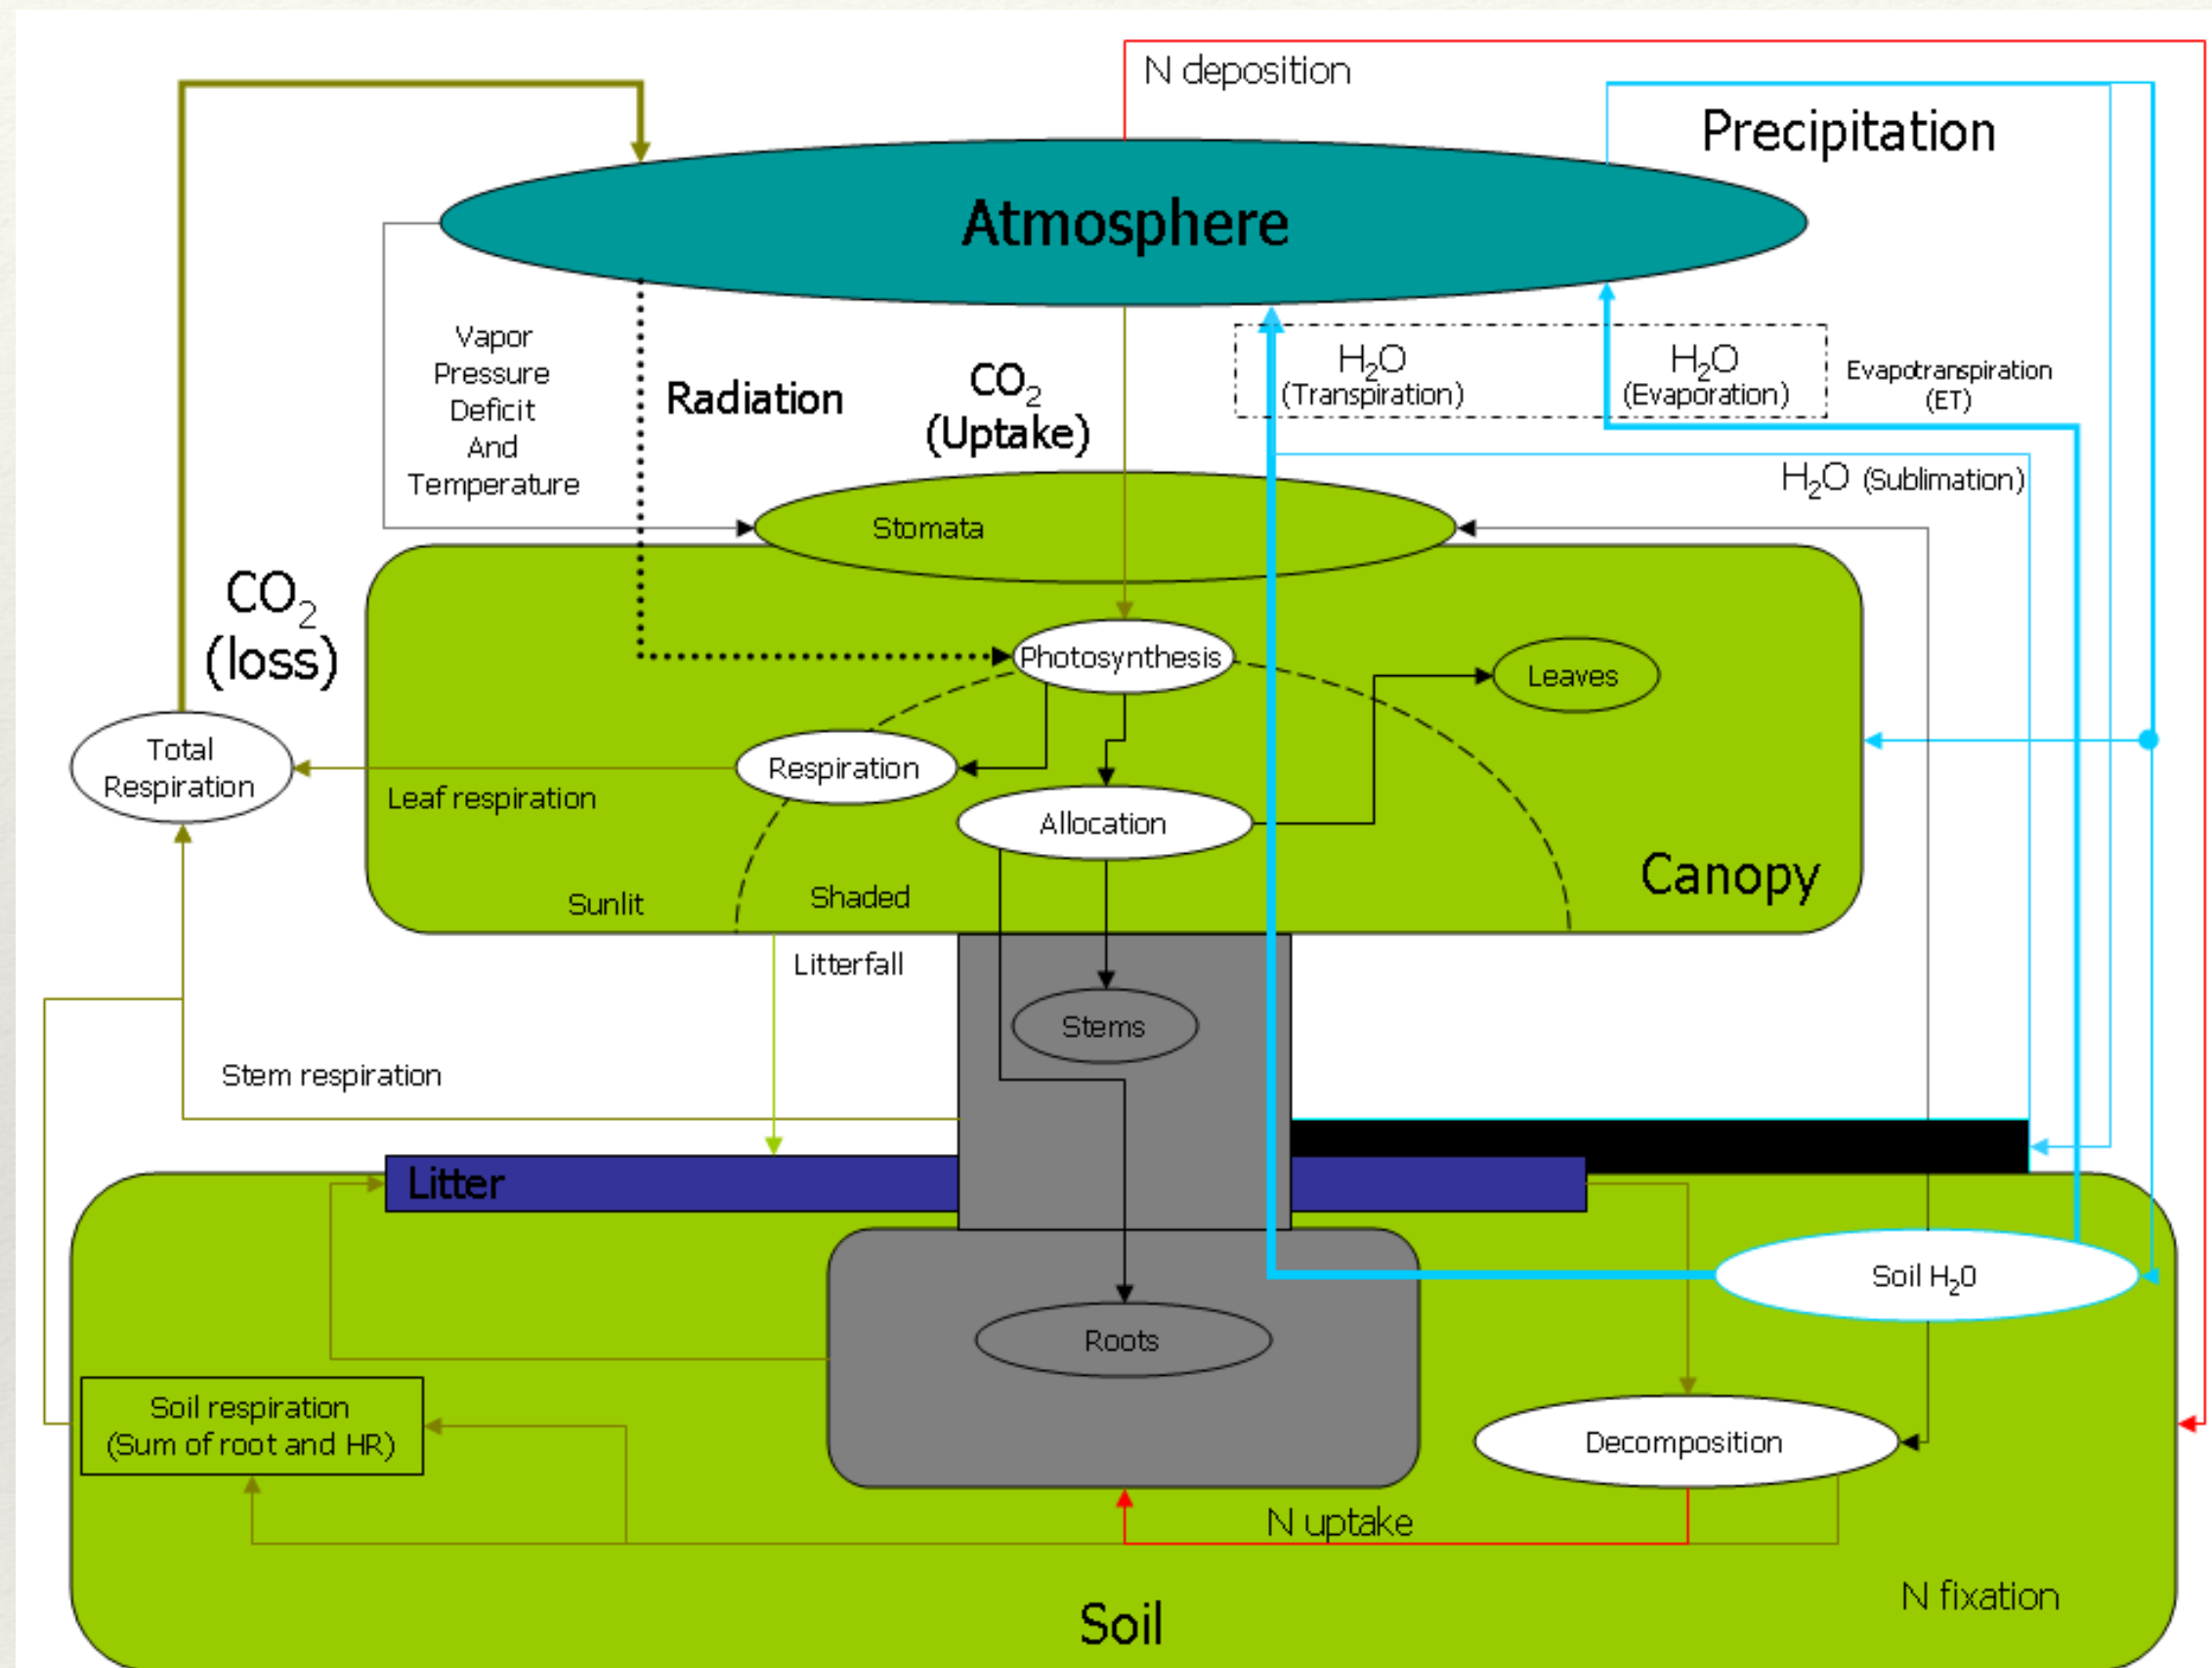 N deposition
Precipitation
Atmosphere
Vapor
Pressure
Deficit
And
Temperature
Radiation
CO₂
(Uptake)
H₂O
(Transpiration)
H₂O
(Evaporation)
Evapotranspiration
(ET)
H₂O (Sublimation)
Stomata
CO₂
(loss)
Photosynthesis
Leaves
Total
Respiration
Respiration
Leaf respiration
Allocation
Canopy
Sunlit
Shaded
Litterfall
Stems
Stem respiration
Litter
Soil H₂0
Roots
Soil respiration
(Sum of root and HR)
Decomposition
N uptake
N fixation
Soil